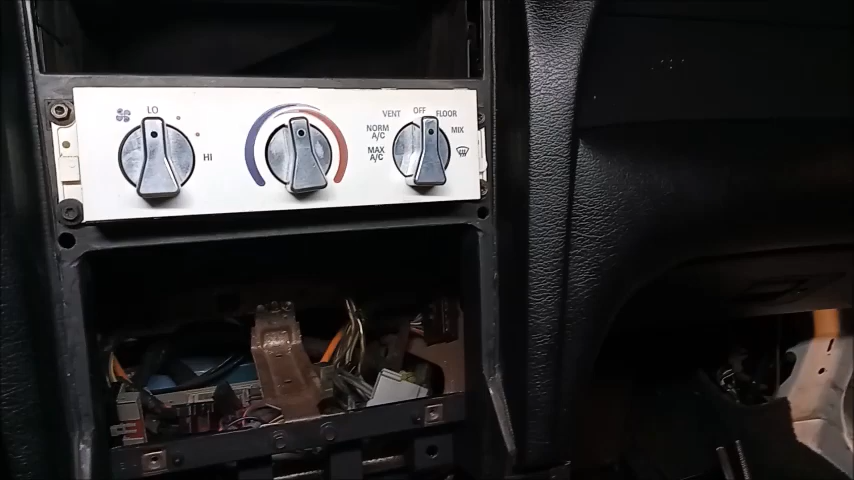 LO
HI
VENT
OFF
FLOOR
NORM
A/C
MIX
MAX
A/C